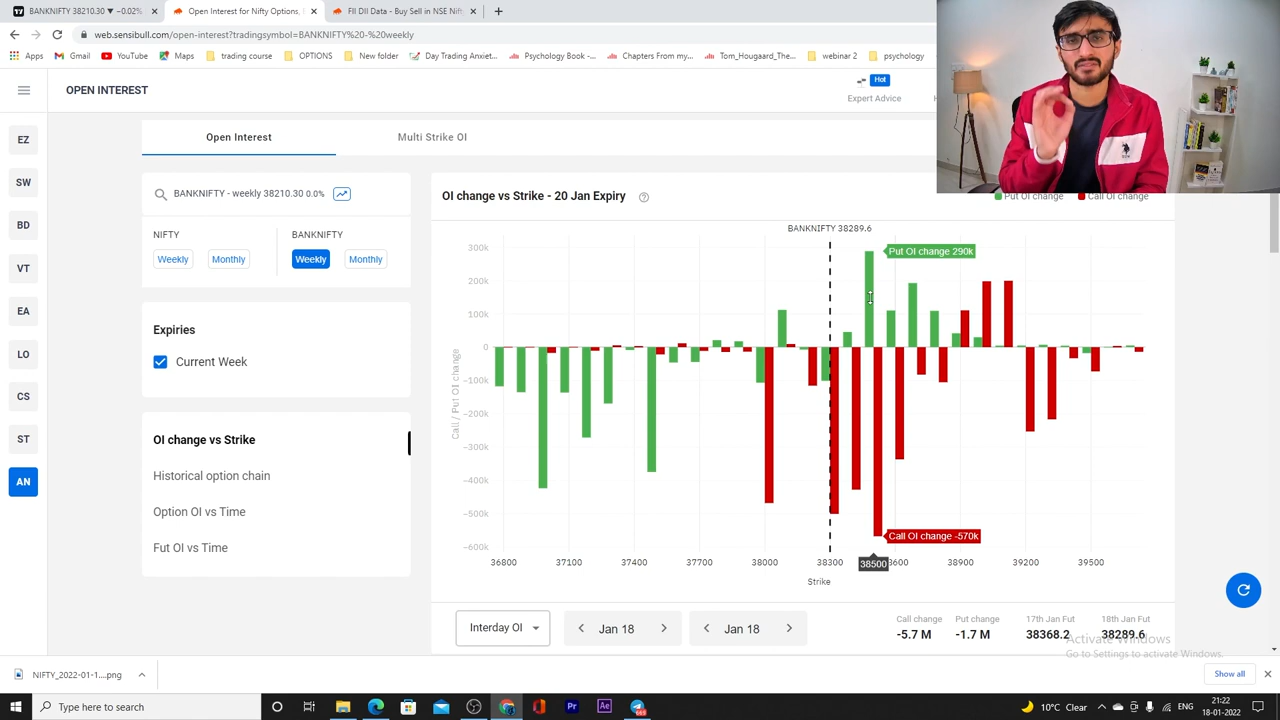 BANKNIFTY 38210.30 ▼ −0.02%
Open Interest for Nifty Options,
FII DII Data - Buy Sell in NSE Nif
web.sensibull.com/open-interest?tradingsymbol=BANKNIFTY%20-%20weekly
Apps
Gmail
YouTube
Maps
trading course
OPTIONS
New folder
Day Trading Anxiet...
Psychology Book -...
Chapters From my...
Tom_Hougaard_The...
webinar 2
psychology
OPEN INTEREST
Hot
Expert Advice
EZ
SW
BD
VT
EA
LO
CS
ST
AN
Open Interest
Multi Strike OI
BANKNIFTY - weekly 38210.30 0.0%
NIFTY
BANKNIFTY
Weekly
Monthly
Weekly
Monthly
Expiries
Current Week
OI change vs Strike
Historical option chain
Option OI vs Time
Fut OI vs Time
OI change vs Strike - 20 Jan Expiry
Put OI change
Call OI change
BANKNIFTY 38289.6
Put OI change 290k
Call OI change -570k
Call / Put OI change
300k
200k
100k
0
−100k
−200k
−300k
−400k
−500k
−600k
36800
37100
37400
37700
38000
38300
38500
38900
39200
39500
Strike
Interday OI
Jan 18
Jan 18
Call change
-5.7 M
Put change
-1.7 M
17th Jan Fut
38368.2
18th Jan Fut
38289.6
Activate Windows
Go to Settings to activate Windows.
NIFTY_2022-01-1....png
Show all
Type here to search
Pr
Ae
10°C Clear
ENG
21:22
18-01-2022